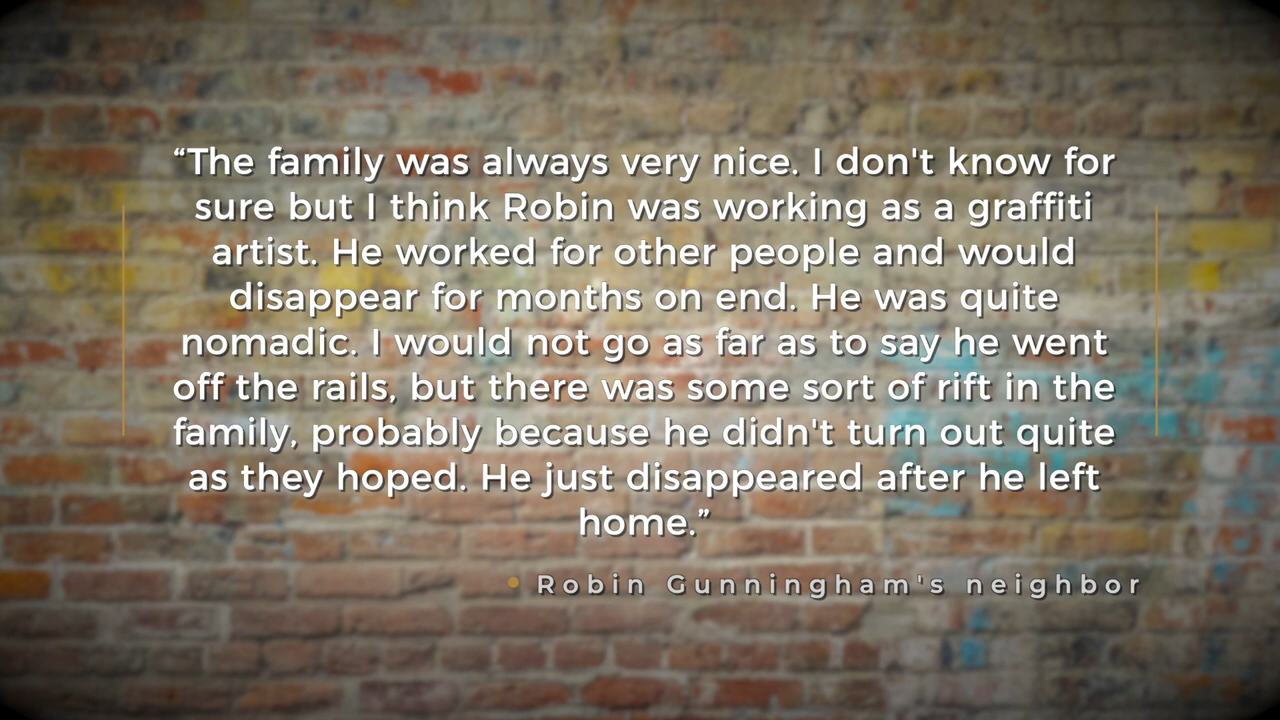 “The family was always very nice. I don't know for
sure but I think Robin was working as a graffiti
artist. He worked for other people and would
disappear for months on end. He was quite
nomadic. I would not go as far as to say he went
off the rails, but there was some sort of rift in the
family, probably because he didn't turn out quite
as they hoped. He just disappeared after he left
home.”
Robin Gunningham's neighbor